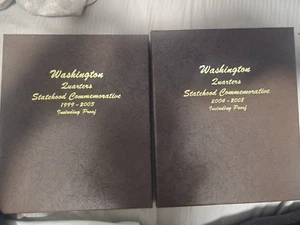 Washington
Quarters
Statehood Commemorative
1999 - 2003
Including Proof
Washington
Quarters
Statehood Commemorative
2004 - 2008
Including Proof